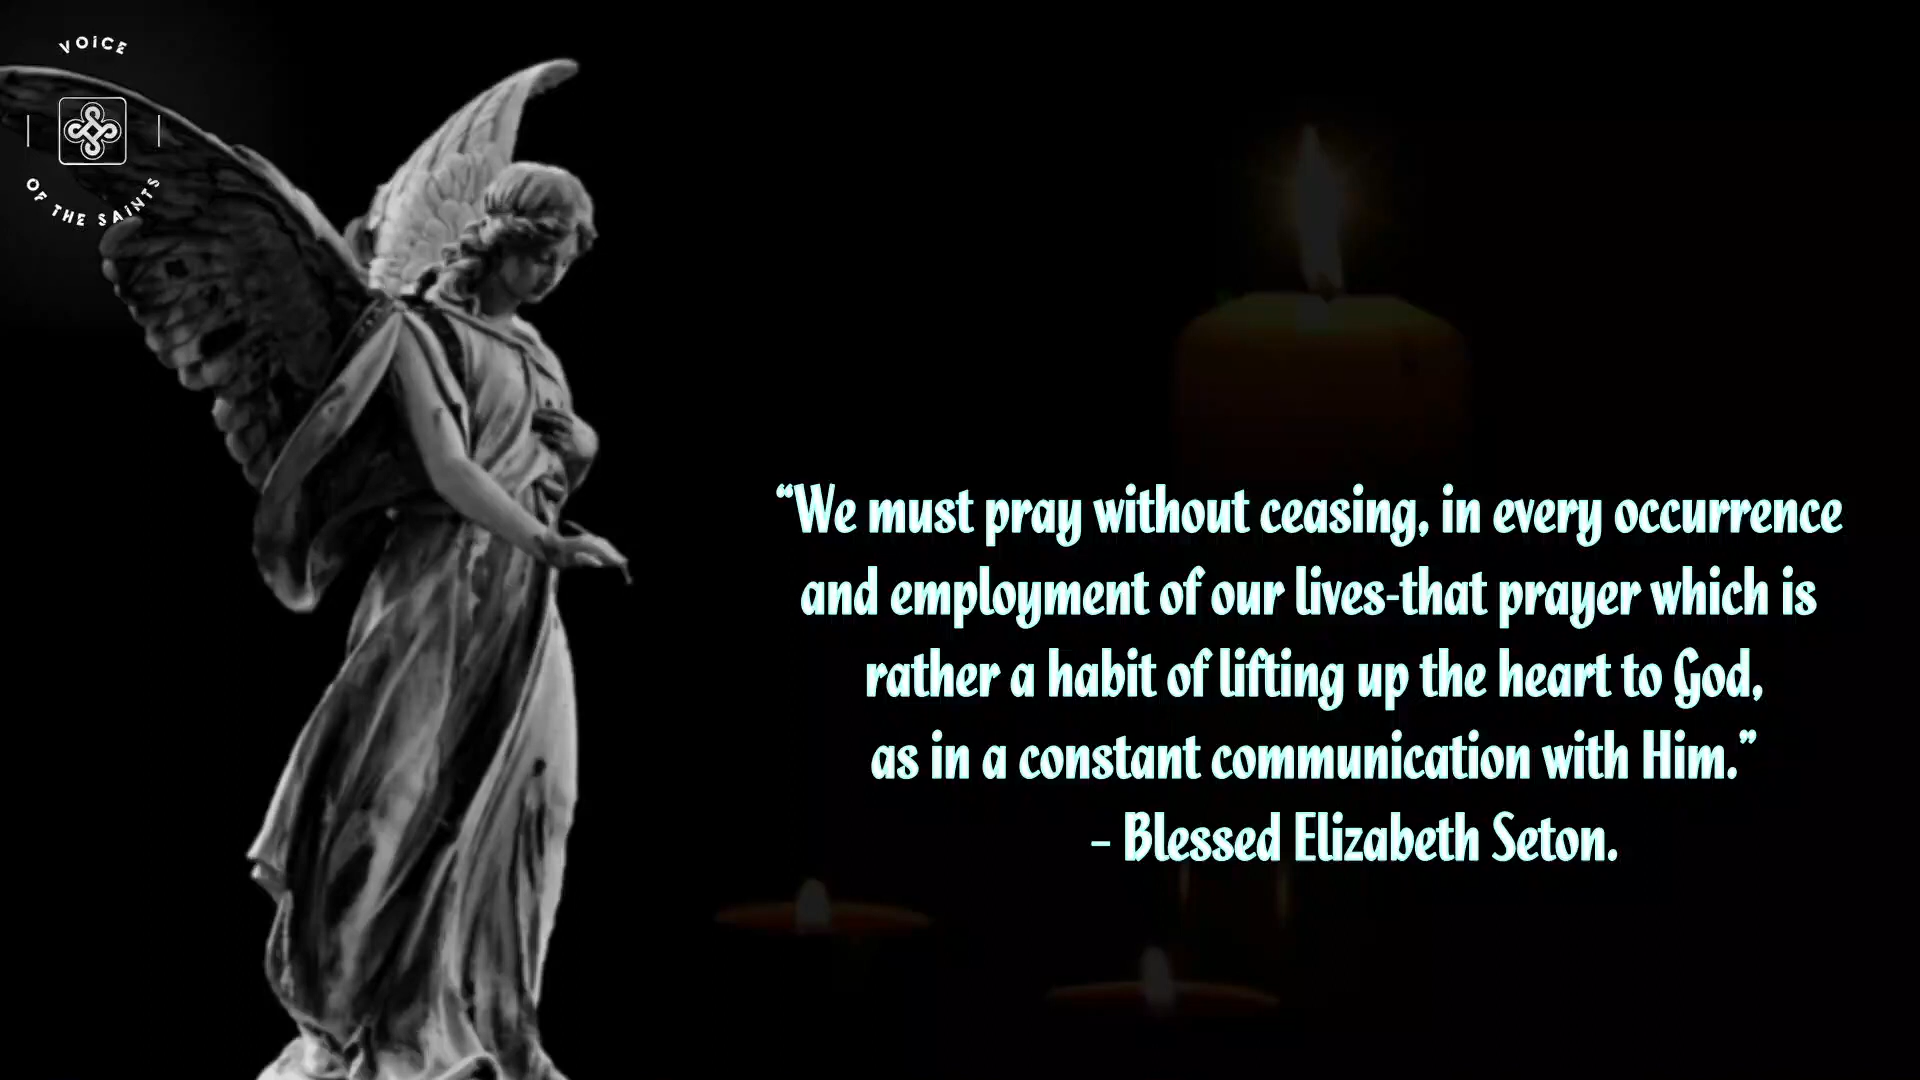 VOiCE
OF THE SAiNTS
“We must pray without ceasing, in every occurrence
and employment of our lives-that prayer which is
rather a habit of lifting up the heart to God,
as in a constant communication with Him.”
– Blessed Elizabeth Seton.